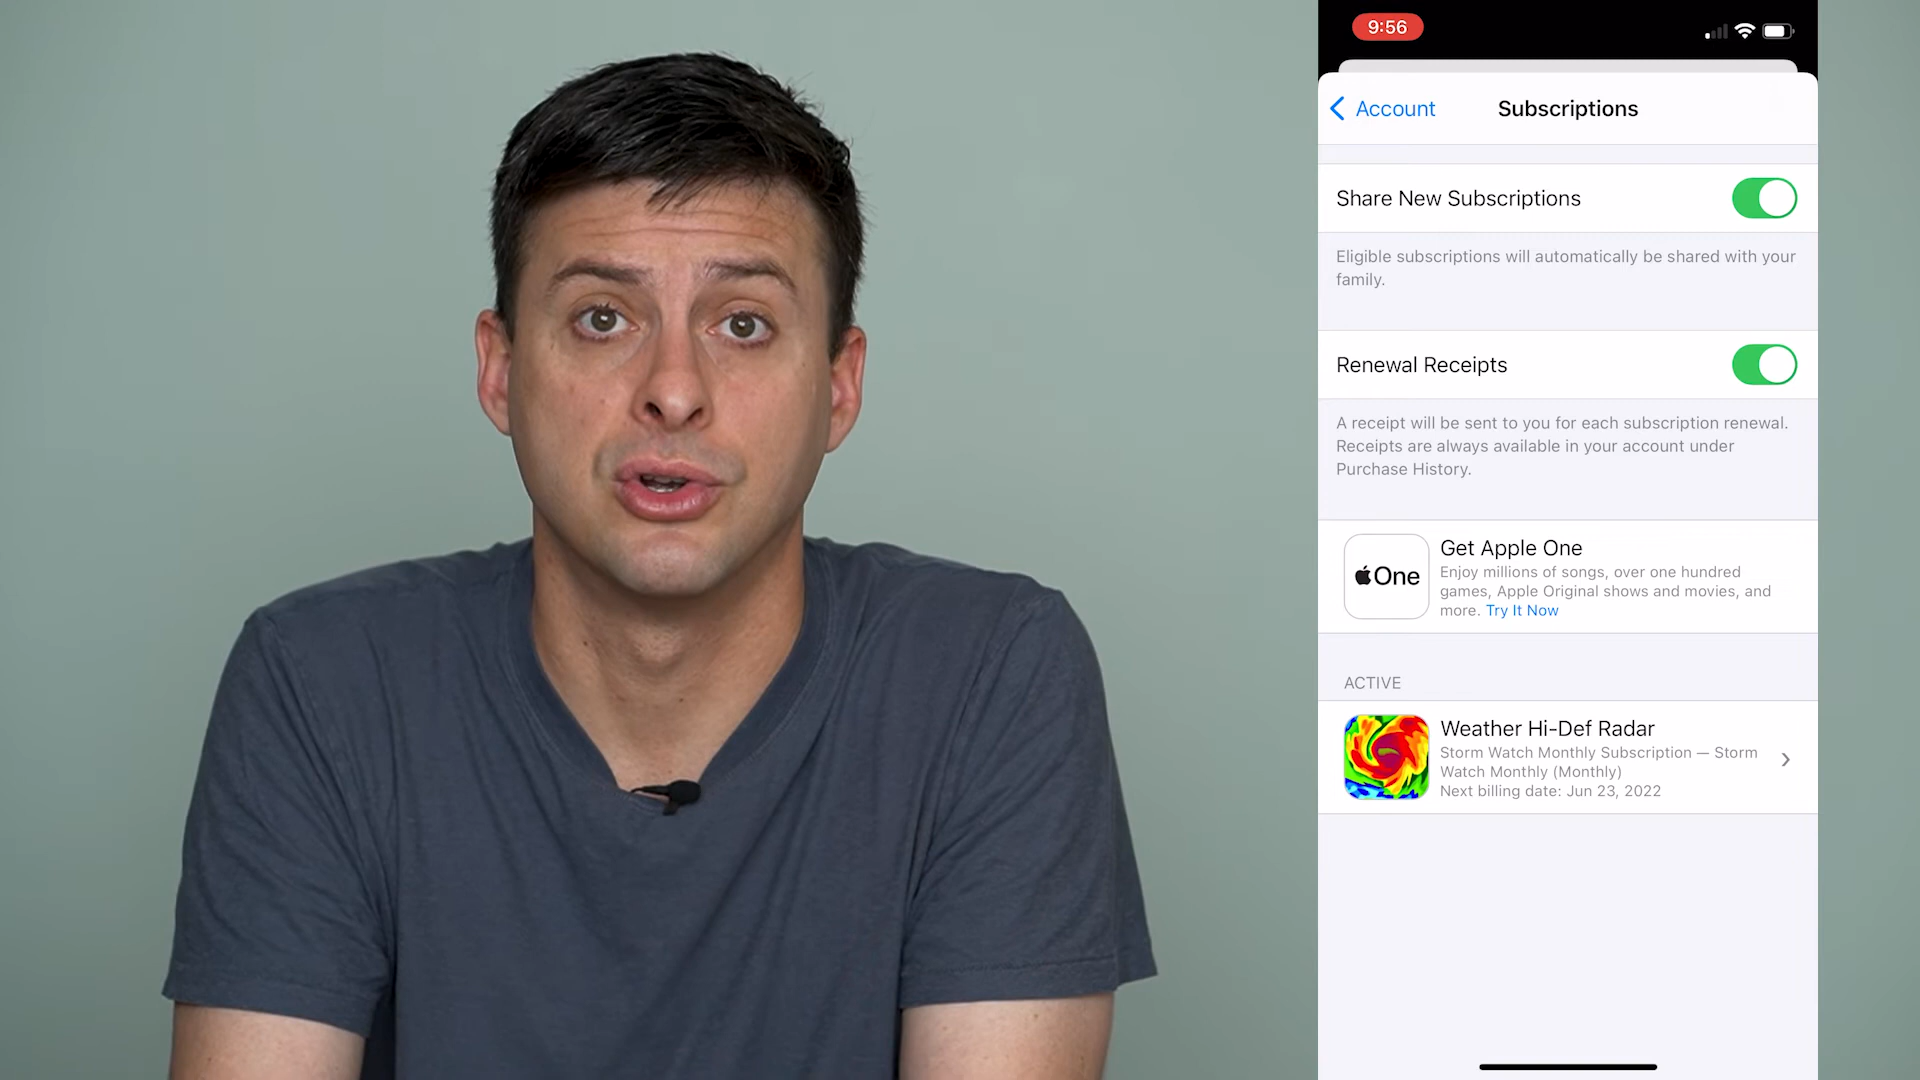 9:56
Account
Subscriptions
Share New Subscriptions
Eligible subscriptions will automatically be shared with your
family.
Renewal Receipts
A receipt will be sent to you for each subscription renewal.
Receipts are always available in your account under
Purchase History.
One
Get Apple One
Enjoy millions of songs, over one hundred
games, Apple Original shows and movies, and
more. Try It Now
ACTIVE
Weather Hi-Def Radar
Storm Watch Monthly Subscription — Storm
Watch Monthly (Monthly)
Next billing date: Jun 23, 2022